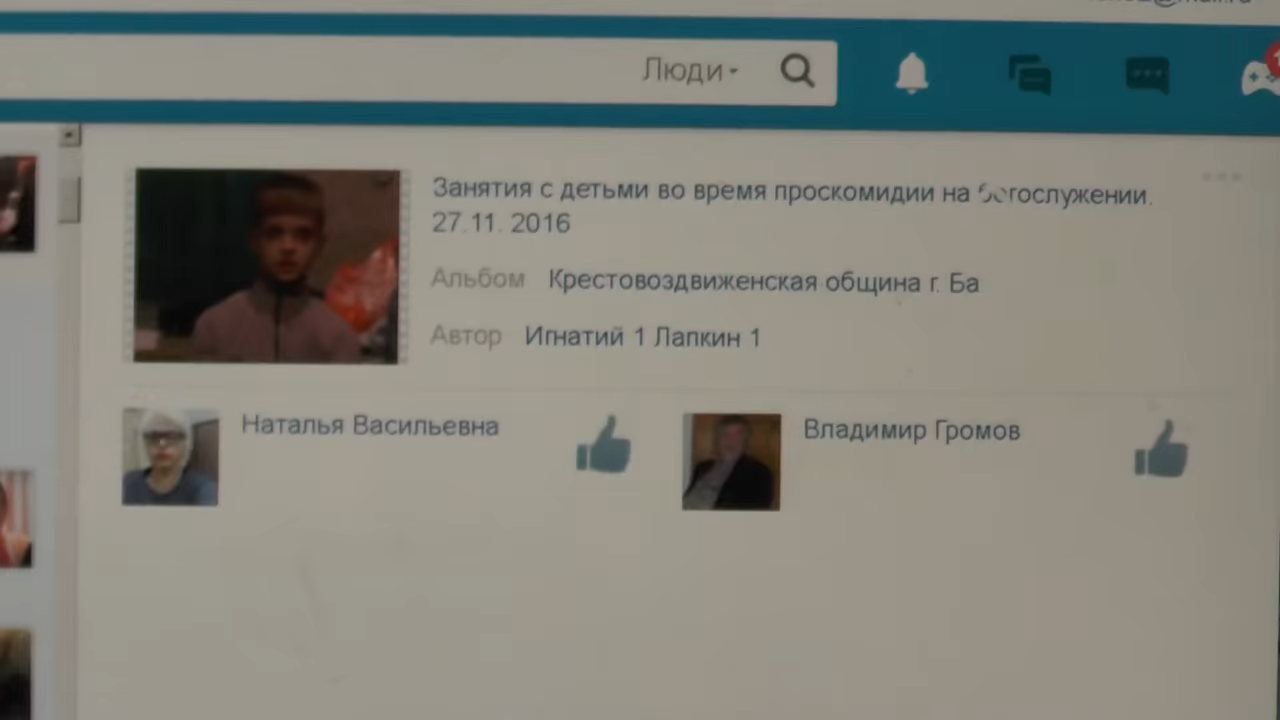 Люди
Занятия с детьми во время проскомидии на богослужении.
27.11. 2016
Альбом Крестовоздвиженская община г. Ба
Автор Игнатий 1 Лапкин 1
Наталья Васильевна
Владимир Громов